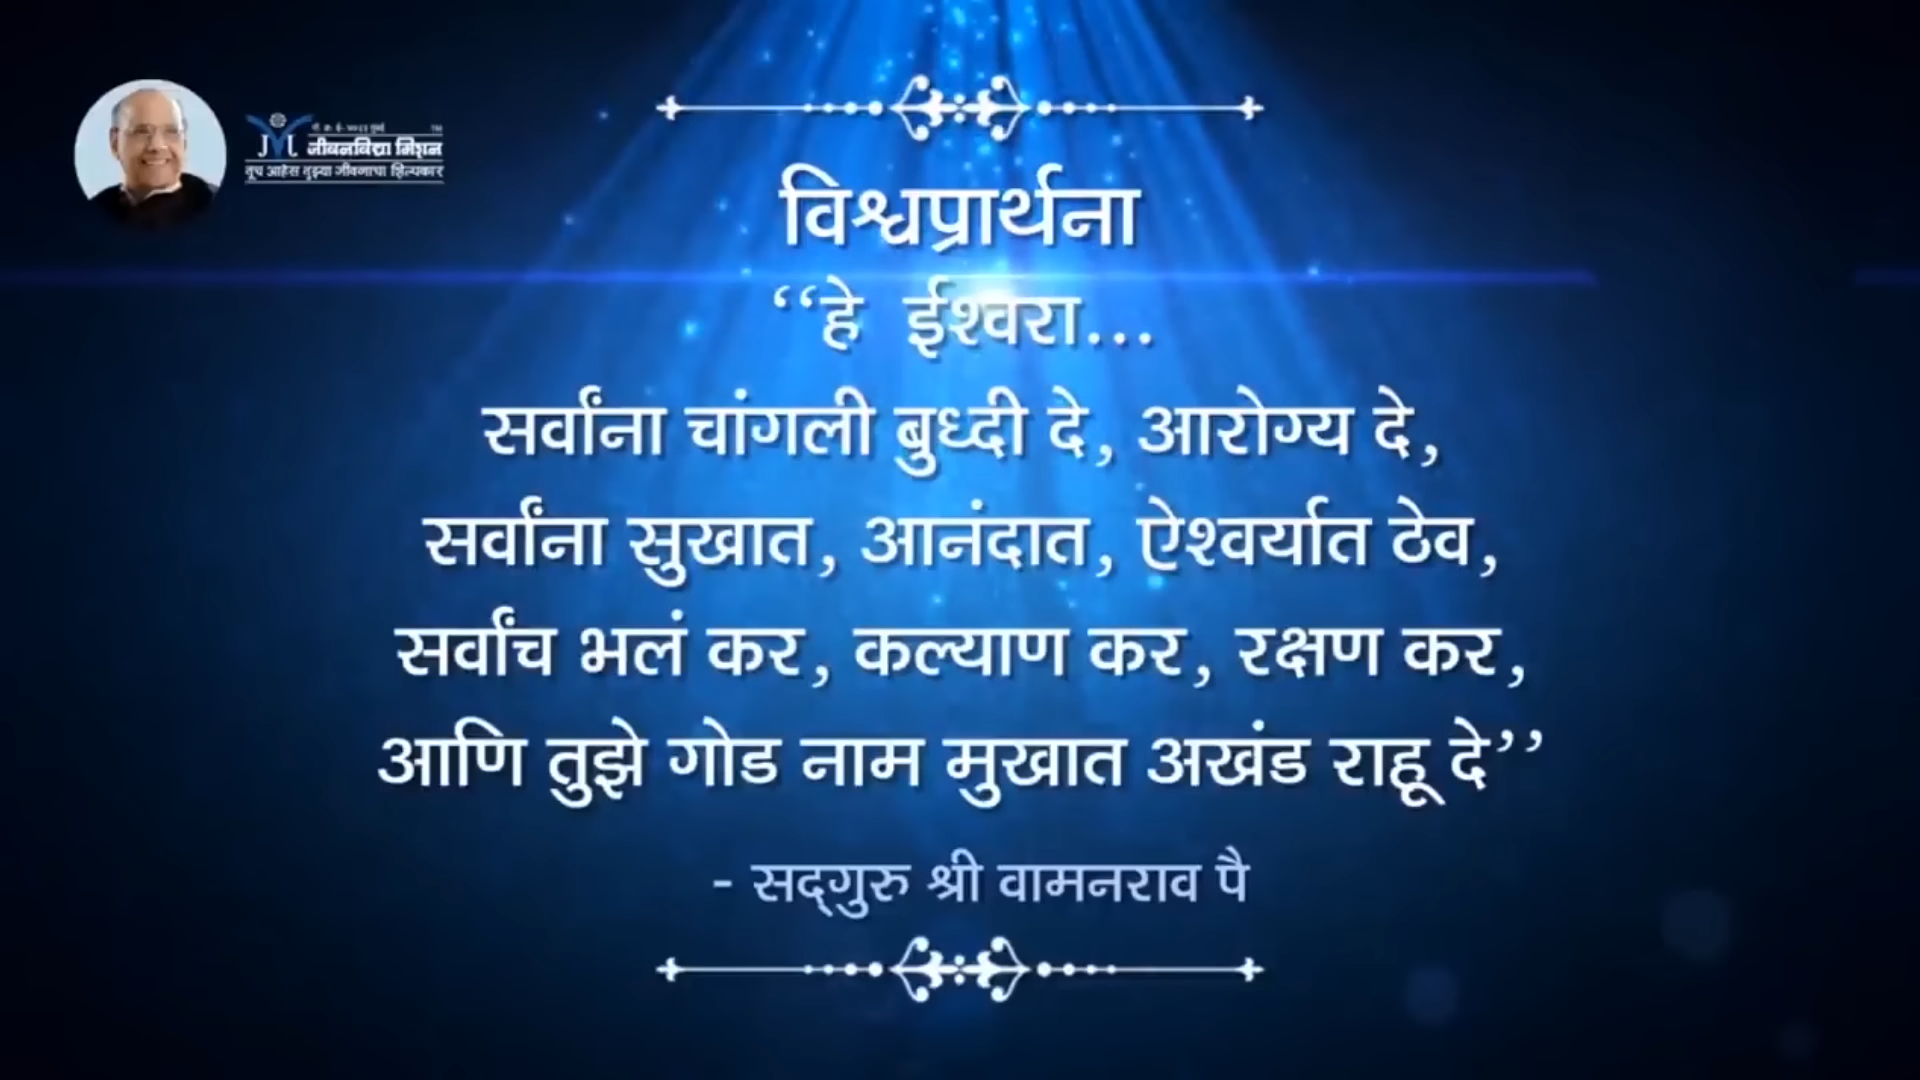 जीवनविद्या मिशन
तूच आहेस तुझ्या जीवनाचा शिल्पकार
विश्वप्रार्थना
‘‘हे ईश्वरा...
सर्वांना चांगली बुध्दी दे, आरोग्य दे,
सर्वांना सुखात, आनंदात, ऐश्वर्यात ठेव,
सर्वांच भलं कर, कल्याण कर, रक्षण कर,
आणि तुझे गोड नाम मुखात अखंड राहू दे’’
- सद्‌गुरु श्री वामनराव पै